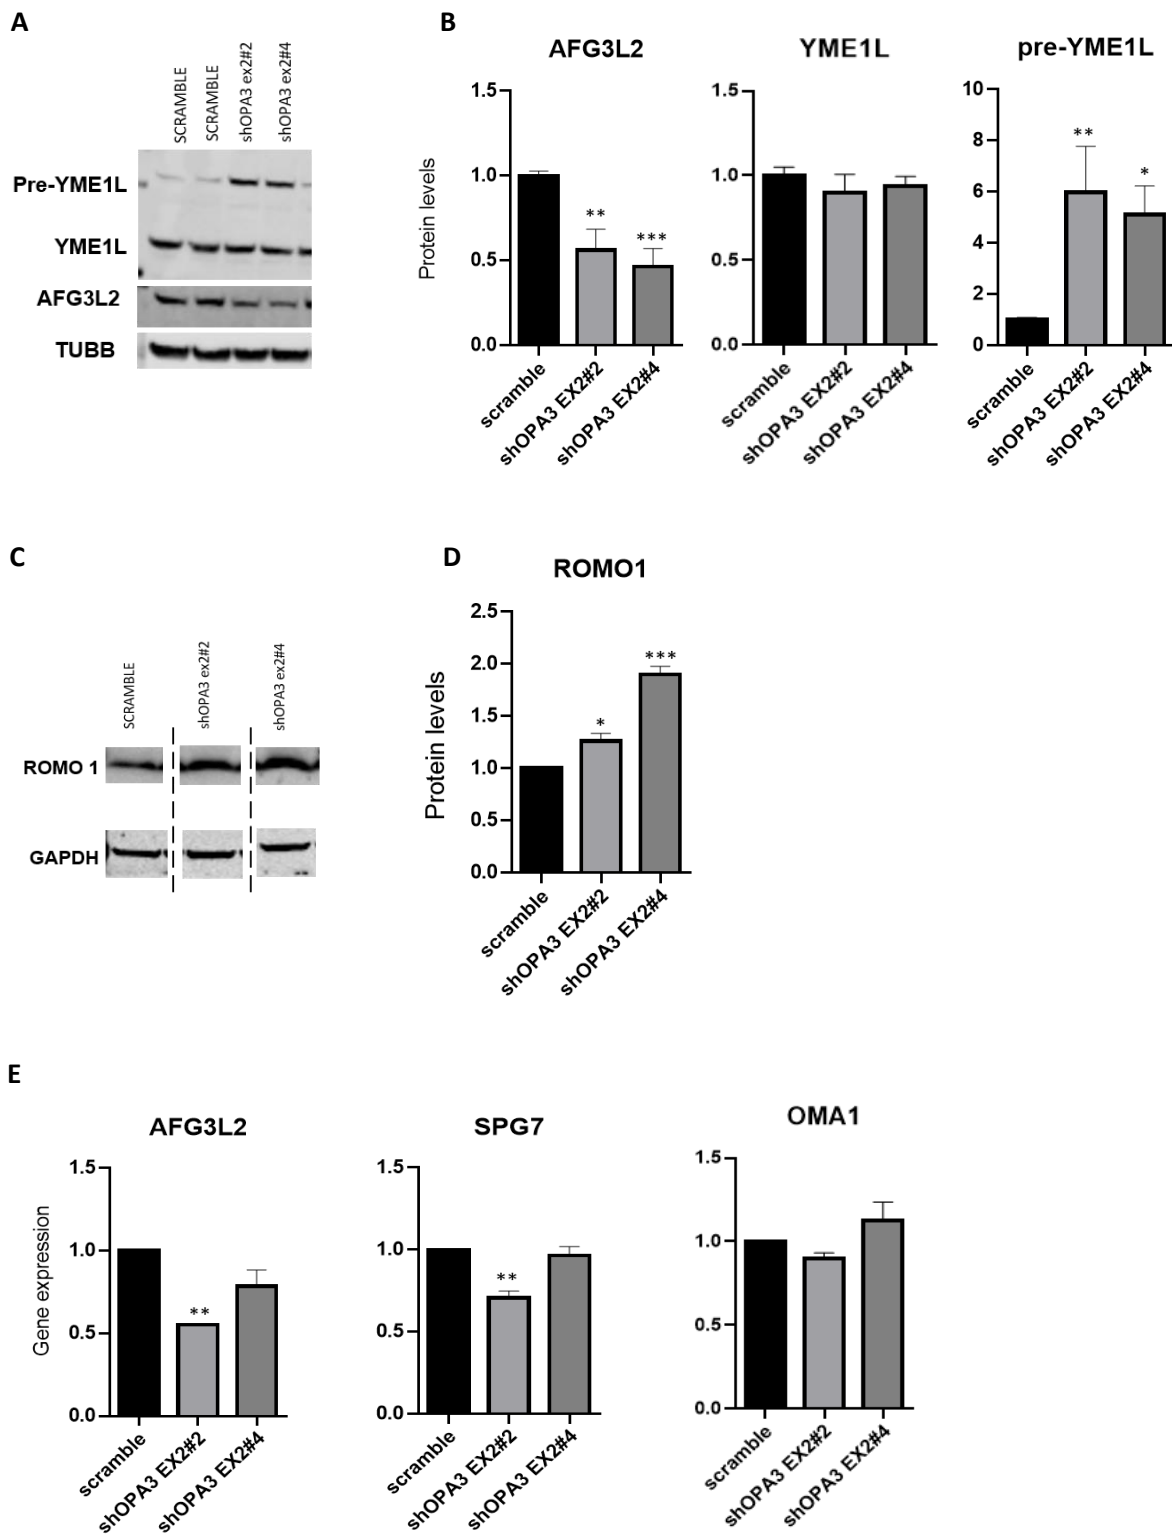 A
SCRAMBLE
SCRAMBLE
shOPA3 ex2#2
shOPA3 ex2#4
Pre-YME1L
YME1L
AFG3L2
TUBB
B
AFG3L2
Protein levels
1.5
1.0
0.5
0.0
**
***
scramble
shOPA3 EX2#2
shOPA3 EX2#4
YME1L
1.5
1.0
0.5
0.0
scramble
shOPA3 EX2#2
shOPA3 EX2#4
pre-YME1L
10
8
6
4
2
0
**
*
scramble
shOPA3 EX2#2
shOPA3 EX2#4
C
SCRAMBLE
shOPA3 ex2#2
shOPA3 ex2#4
ROMO 1
GAPDH
D
ROMO1
Protein levels
2.5
2.0
1.5
1.0
0.5
0.0
*
***
scramble
shOPA3 EX2#2
shOPA3 EX2#4
E
AFG3L2
Gene expression
1.5
1.0
0.5
0.0
**
scramble
shOPA3 EX2#2
shOPA3 EX2#4
SPG7
1.5
1.0
0.5
0.0
**
scramble
shOPA3 EX2#2
shOPA3 EX2#4
OMA1
1.5
1.0
0.5
0.0
scramble
shOPA3 EX2#2
shOPA3 EX2#4